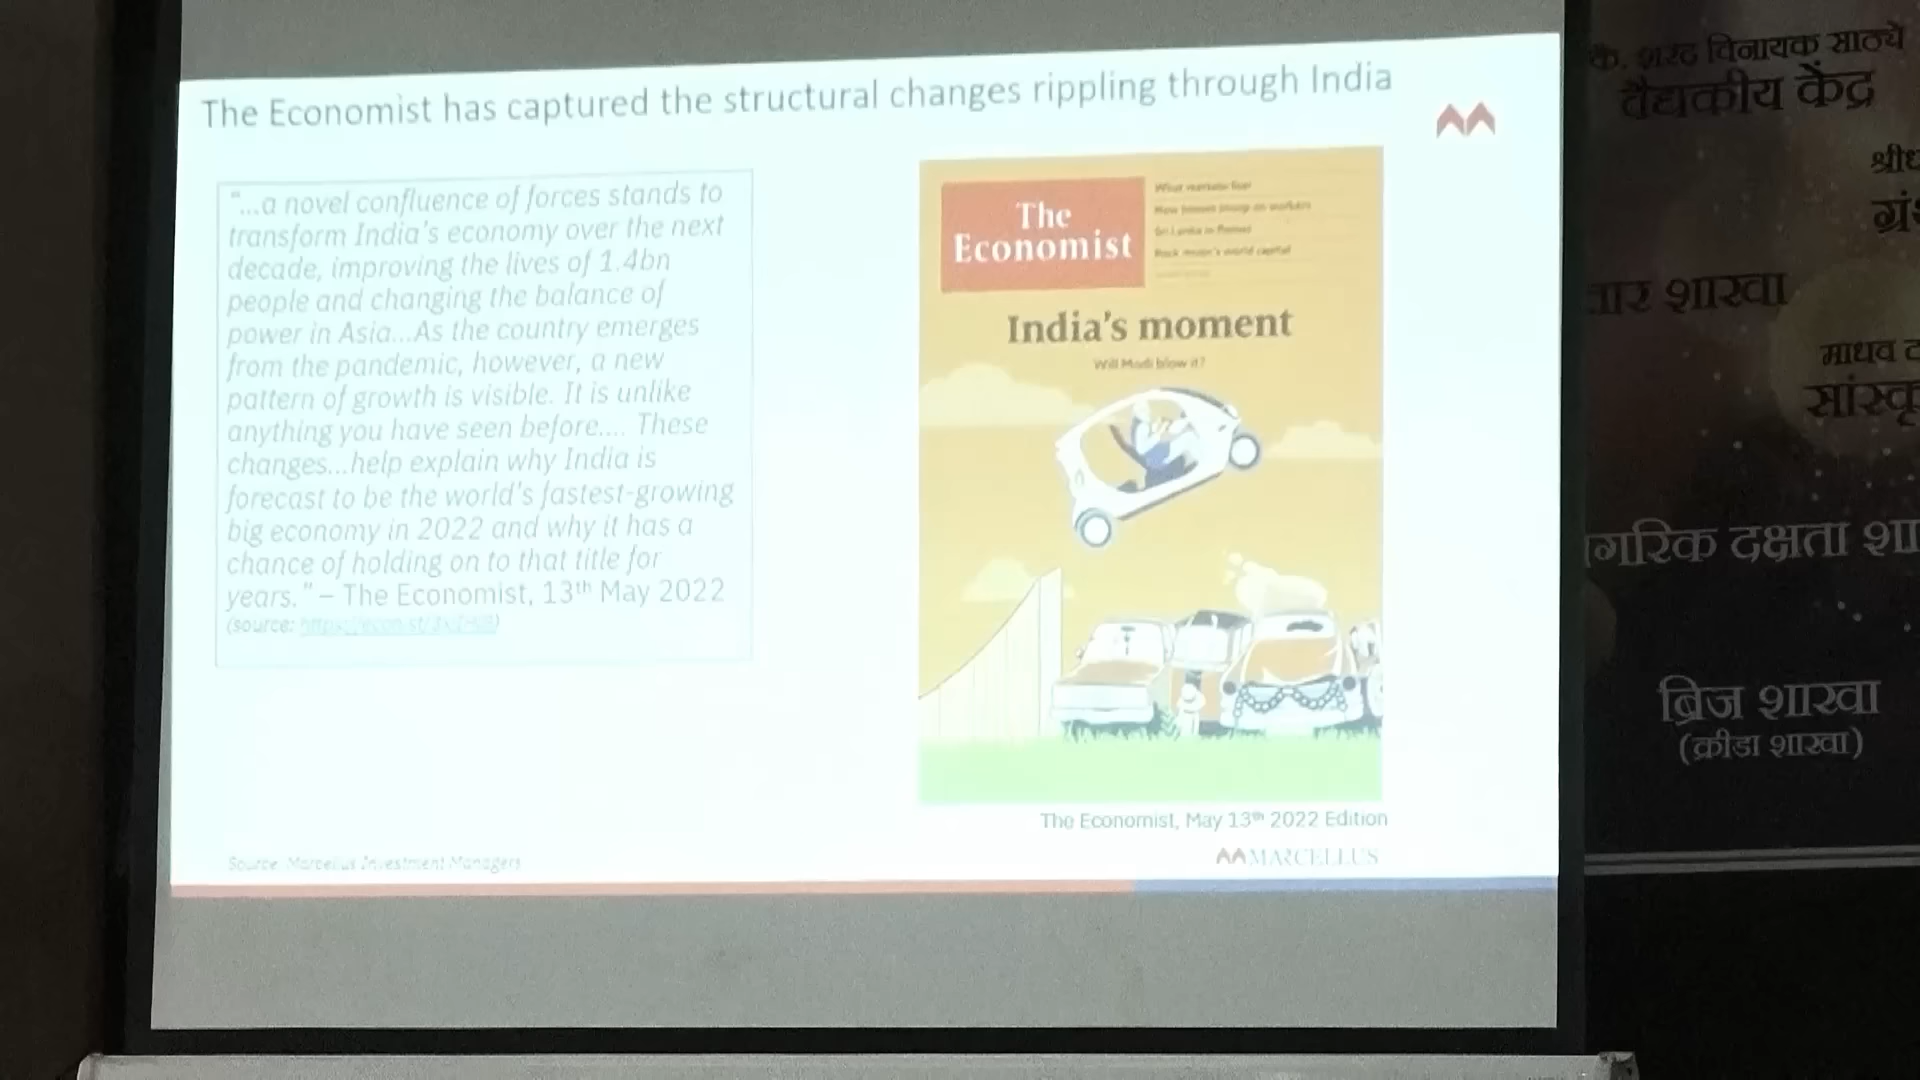 The Economist has captured the structural changes rippling through India
"...a novel confluence of forces stands to
transform India's economy over the next
decade, improving the lives of 1.4bn
people and changing the balance of
power in Asia...As the country emerges
from the pandemic, however, a new
pattern of growth is visible. It is unlike
anything you have seen before.... These
changes...help explain why India is
forecast to be the world's fastest-growing
big economy in 2022 and why it has a
chance of holding on to that title for
years." – The Economist, 13th May 2022
(source:
The
Economist
India's moment
Will Modi blow it?
The Economist, May 13th 2022 Edition
Source: Marcellus Investment Managers
MARCELLUS
के. शरद विनायक साठ्ये
वैद्यकीय केंद्र
शाखा
माधव
ब्रिज शाखा
(क्रीडा शाखा)
दक्षता